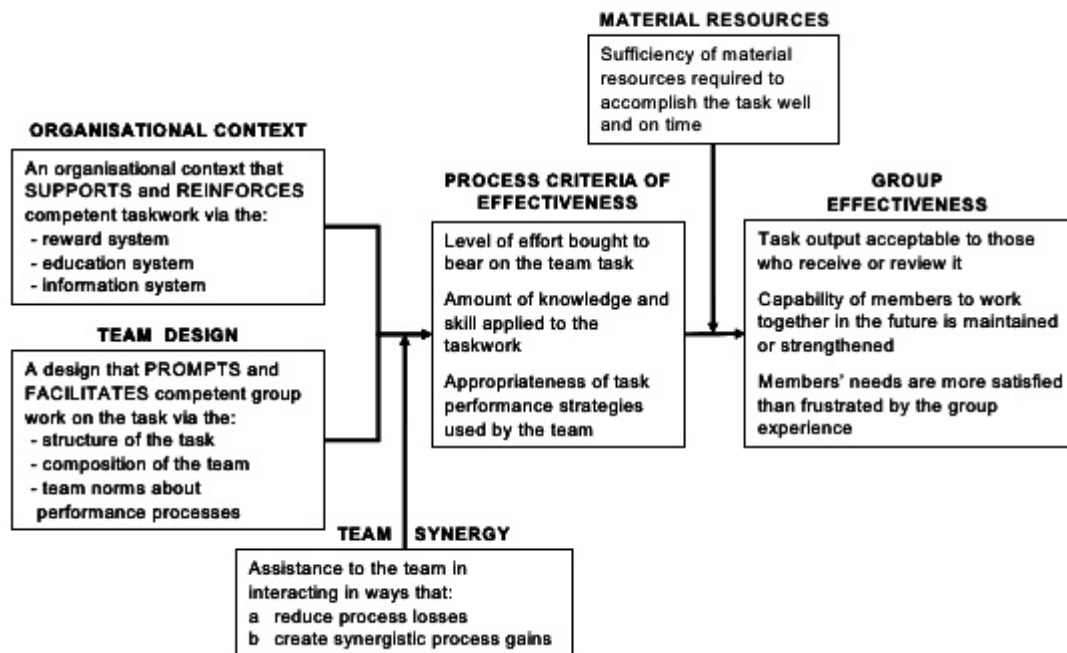 MATERIAL RESOURCES
Sufficiency of material
resources required to
accomplish the task well
and on time
ORGANISATIONAL CONTEXT
An organisational context that
SUPPORTS and REINFORCES
competent taskwork via the:
- reward system
- education system
- information system
TEAM DESIGN
A design that PROMPTS and
FACILITATES competent group
work on the task via the:
- structure of the task
- composition of the team
- team norms about
performance processes
PROCESS CRITERIA OF
EFFECTIVENESS
Level of effort bought to
bear on the team task
Amount of knowledge and
skill applied to the
taskwork
Appropriateness of task
performance strategies
used by the team
GROUP
EFFECTIVENESS
Task output acceptable to those
who receive or review it
Capability of members to work
together in the future is maintained
or strengthened
Members' needs are more satisfied
than frustrated by the group
experience
TEAM SYNERGY
Assistance to the team in
interacting in ways that:
a reduce process losses
b create synergistic process gains